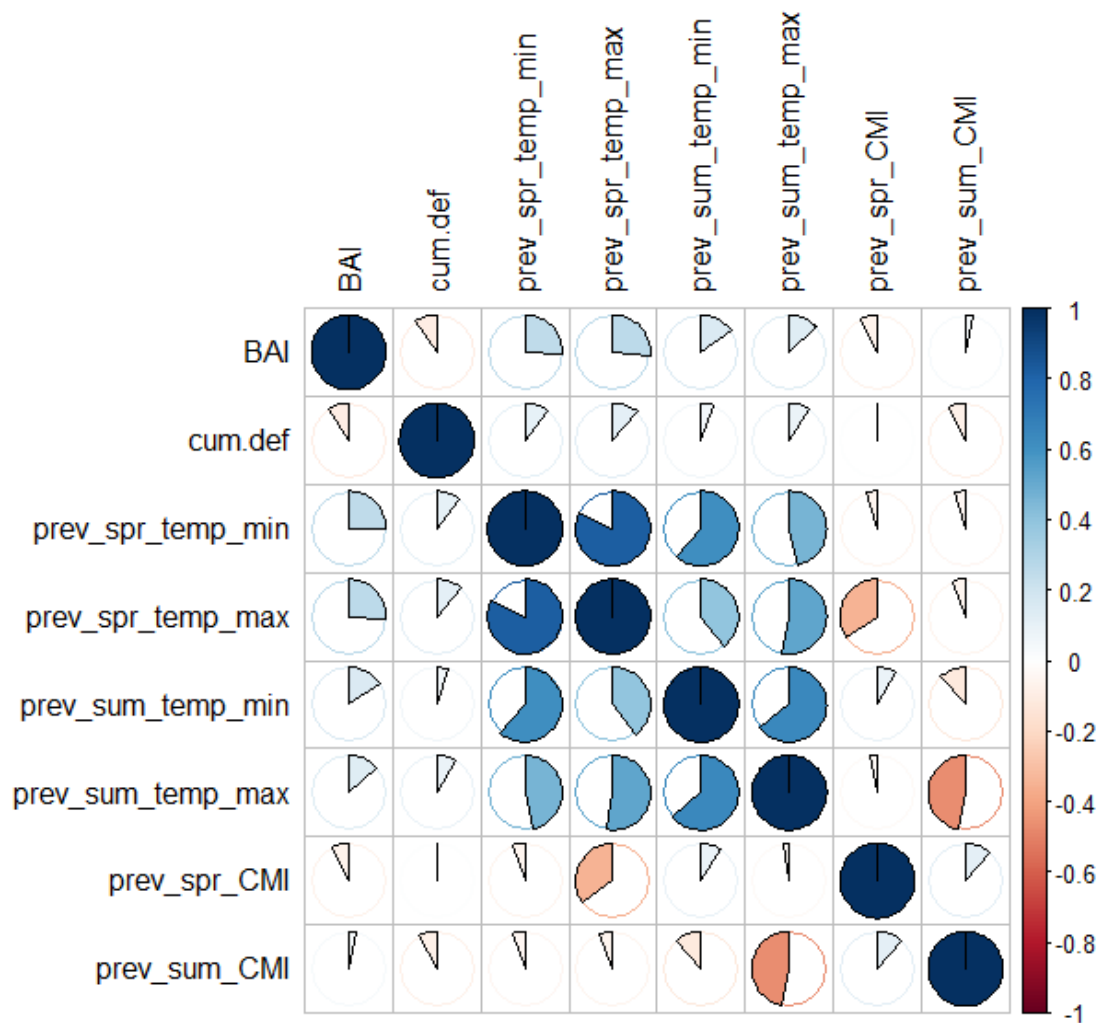 BAI
cum.def
prev_spr_temp_min
prev_spr_temp_max
prev_sum_temp_min
prev_sum_temp_max
prev_spr_CMI
prev_sum_CMI
BAI
cum.def
prev_spr_temp_min
prev_spr_temp_max
prev_sum_temp_min
prev_sum_temp_max
prev_spr_CMI
prev_sum_CMI
1
0.8
0.6
0.4
0.2
0
-0.2
-0.4
-0.6
-0.8
-1